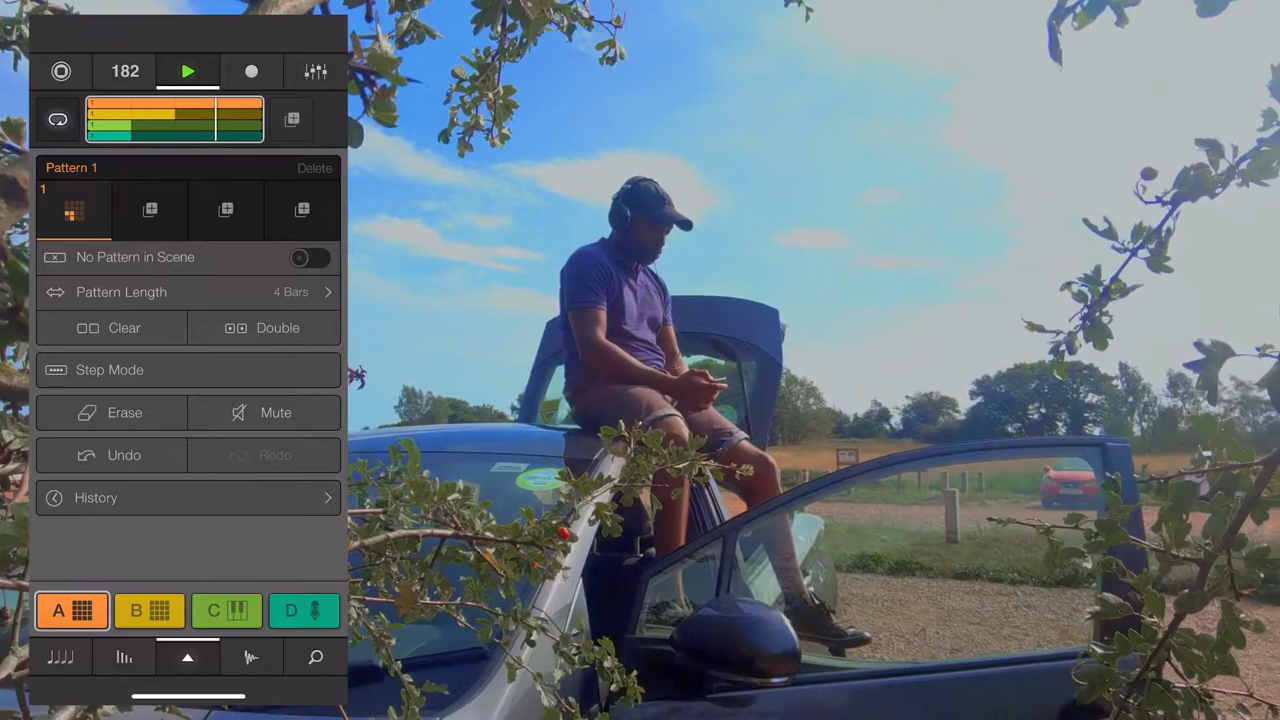 182
1
1
1
1
Pattern 1 Delete
1
No Pattern in Scene
Pattern Length 4 Bars
Clear Double
Step Mode
Erase Mute
Undo Redo
History
A B C D